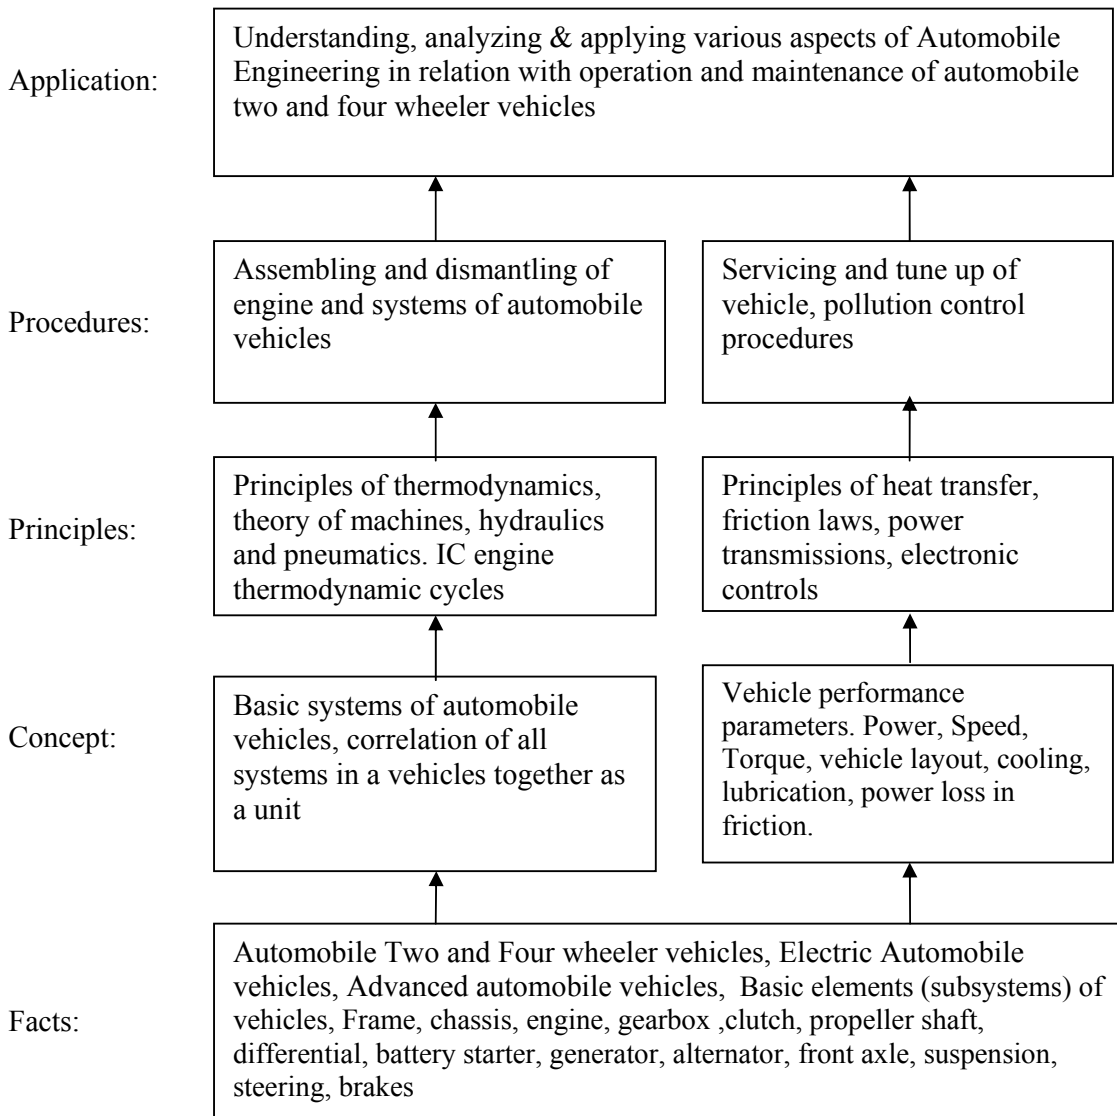 Application:
Understanding, analyzing & applying various aspects of Automobile
Engineering in relation with operation and maintenance of automobile
two and four wheeler vehicles
Procedures:
Assembling and dismantling of
engine and systems of automobile
vehicles
Servicing and tune up of
vehicle, pollution control
procedures
Principles:
Principles of thermodynamics,
theory of machines, hydraulics
and pneumatics. IC engine
thermodynamic cycles
Principles of heat transfer,
friction laws, power
transmissions, electronic
controls
Concept:
Basic systems of automobile
vehicles, correlation of all
systems in a vehicles together as
a unit
Vehicle performance
parameters. Power, Speed,
Torque, vehicle layout, cooling,
lubrication, power loss in
friction.
Facts:
Automobile Two and Four wheeler vehicles, Electric Automobile
vehicles, Advanced automobile vehicles,  Basic elements (subsystems) of
vehicles, Frame, chassis, engine, gearbox ,clutch, propeller shaft,
differential, battery starter, generator, alternator, front axle, suspension,
steering, brakes